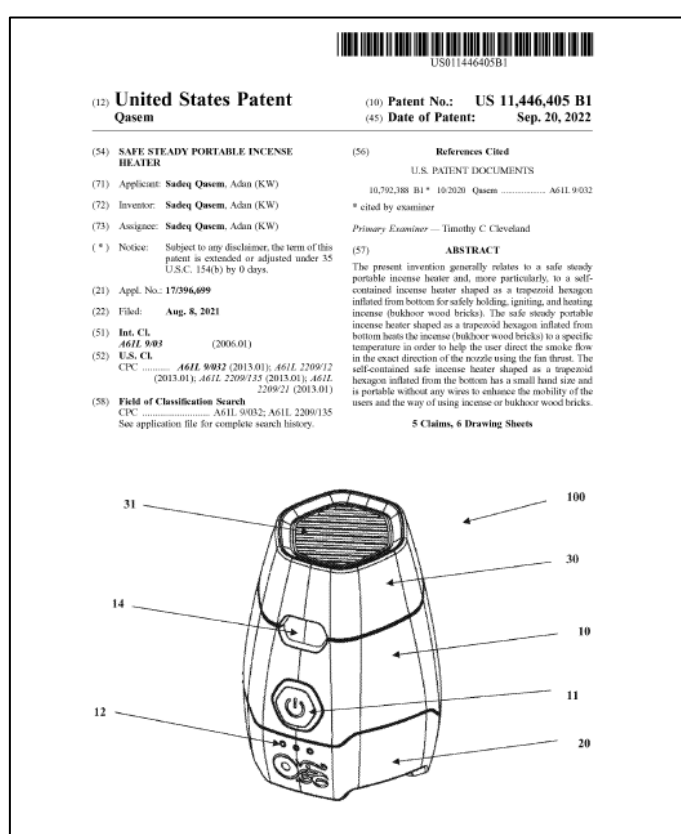 US011446405B1
(12) United States Patent
Qasem
(10) Patent No.: US 11,446,405 B1
(45) Date of Patent: Sep. 20, 2022
(54) SAFE STEADY PORTABLE INCENSE
HEATER
(71) Applicant: Sadeq Qasem, Adan (KW)
(72) Inventor: Sadeq Qasem, Adan (KW)
(73) Assignee: Sadeq Qasem, Adan (KW)
( * ) Notice: Subject to any disclaimer, the term of this
patent is extended or adjusted under 35
U.S.C. 154(b) by 0 days.
(21) Appl. No.: 17/396,699
(22) Filed: Aug. 8, 2021
(51) Int. Cl.
A61L 9/03 (2006.01)
(52) U.S. Cl.
CPC .......... A61L 9/032 (2013.01); A61L 2209/12
(2013.01); A61L 2209/135 (2013.01); A61L
2209/21 (2013.01)
(58) Field of Classification Search
CPC .......................... A61L 9/032; A61L 2209/135
See application file for complete search history.
(56) References Cited
U.S. PATENT DOCUMENTS
10,792,388 B1 * 10/2020 Qasem ................. A61L 9/032
* cited by examiner
Primary Examiner — Timothy C Cleveland
(57) ABSTRACT
The present invention generally relates to a safe steady
portable incense heater and, more particularly, to a self-
contained incense heater shaped as a trapezoid hexagon
inflated from bottom for safely holding, igniting, and heating
incense (bukhoor wood bricks). The safe steady portable
incense heater shaped as a trapezoid hexagon inflated from
bottom heats the incense (bukhoor wood bricks) to a specific
temperature in order to help the user direct the smoke flow
in the exact direction of the nozzle using the fan thrust. The
self-contained safe incense heater shaped as a trapezoid
hexagon inflated from the bottom has a small hand size and
is portable without any wires to enhance the mobility of the
users and the way of using incense or bukhoor wood bricks.
5 Claims, 6 Drawing Sheets
31
100
30
14
10
11
12
20